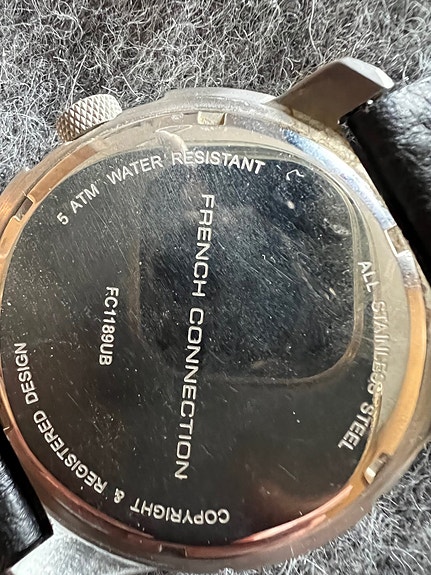 5 ATM WATER RESISTANT
FRENCH CONNECTION
FC1189UB
ALL STAINLESS STEEL
COPYRIGHT & REGISTERED DESIGN